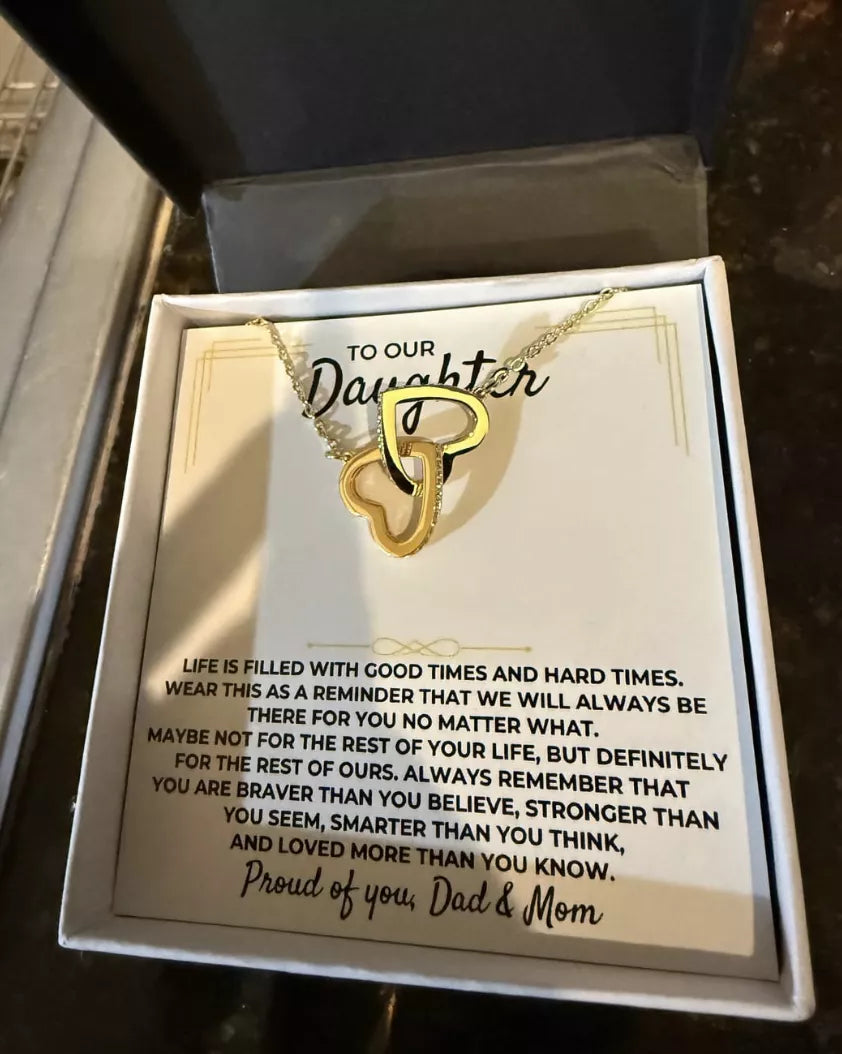 TO OUR
Daughter
LIFE IS FILLED WITH GOOD TIMES AND HARD TIMES.
WEAR THIS AS A REMINDER THAT WE WILL ALWAYS BE
THERE FOR YOU NO MATTER WHAT.
MAYBE NOT FOR THE REST OF YOUR LIFE, BUT DEFINITELY
FOR THE REST OF OURS. ALWAYS REMEMBER THAT
YOU ARE BRAVER THAN YOU BELIEVE, STRONGER THAN
YOU SEEM, SMARTER THAN YOU THINK,
AND LOVED MORE THAN YOU KNOW.
Proud of you, Dad & Mom